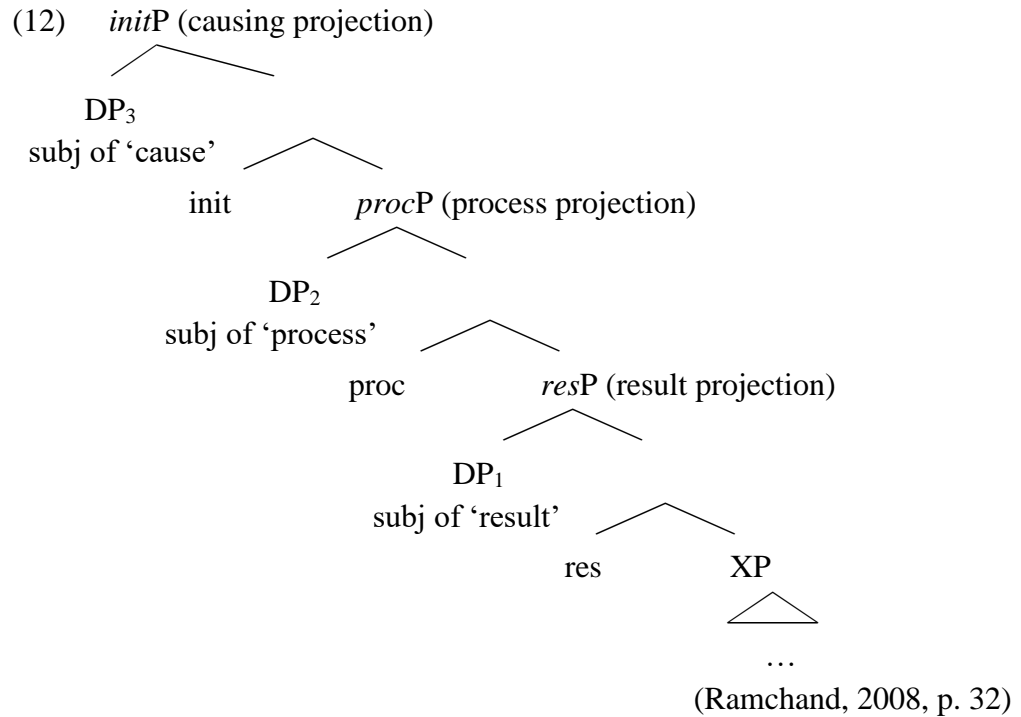 (12) initP (causing projection)
DP₃
subj of ‘cause’
init procP (process projection)
DP₂
subj of ‘process’
proc resP (result projection)
DP₁
subj of ‘result’
res XP
…
(Ramchand, 2008, p. 32)